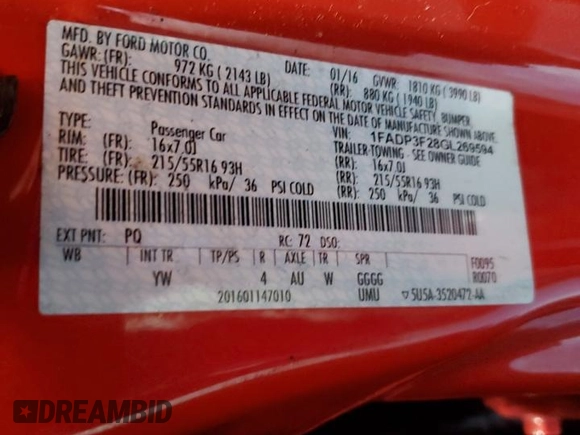 MFD. BY FORD MOTOR CO. DATE: 01/16 GVWR: 1810 KG ( 3990 LB)
GAWR: (FR): 972 KG ( 2143 LB) (RR): 880 KG ( 1940 LB)
THIS VEHICLE CONFORMS TO ALL APPLICABLE FEDERAL MOTOR VEHICLE SAFETY, BUMPER
AND THEFT PREVENTION STANDARDS IN EFFECT ON THE DATE OF MANUFACTURE SHOWN ABOVE.
VIN: 1FADP3F28GL269594
TYPE: Passenger Car TRAILER TOWING - SEE OWNER GUIDE
RIM: (FR): 16x7.0J (RR): 16x7.0J
TIRE: (FR): 215/55R16 93H (RR): 215/55R16 93H
PRESSURE: (FR): 250 kPa/ 36 PSI COLD (RR): 250 kPa/ 36 PSI COLD
EXT PNT: PQ RC: 72 DSO:
WB INT TR TP/PS R AXLE TR SPR F0095
YW 4 AU W GGGG R0070
201601147010 UMU ▽ 5U5A-3520472-AA
DREAMBID